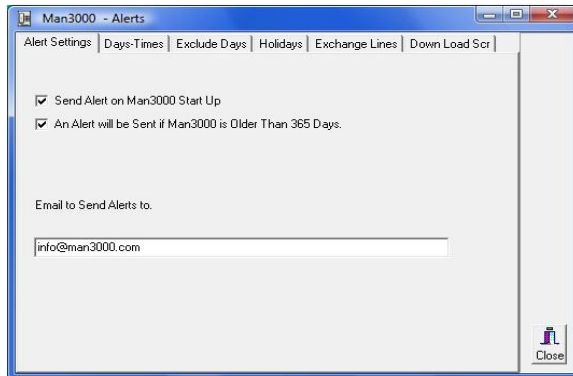 Man3000 - Alerts
Alert Settings Days-Times Exclude Days Holidays Exchange Lines Down Load Scr
Send Alert on Man3000 Start Up
An Alert will be Sent if Man3000 is Older Than 365 Days.
Email to Send Alerts to.
info@man3000.com
Close